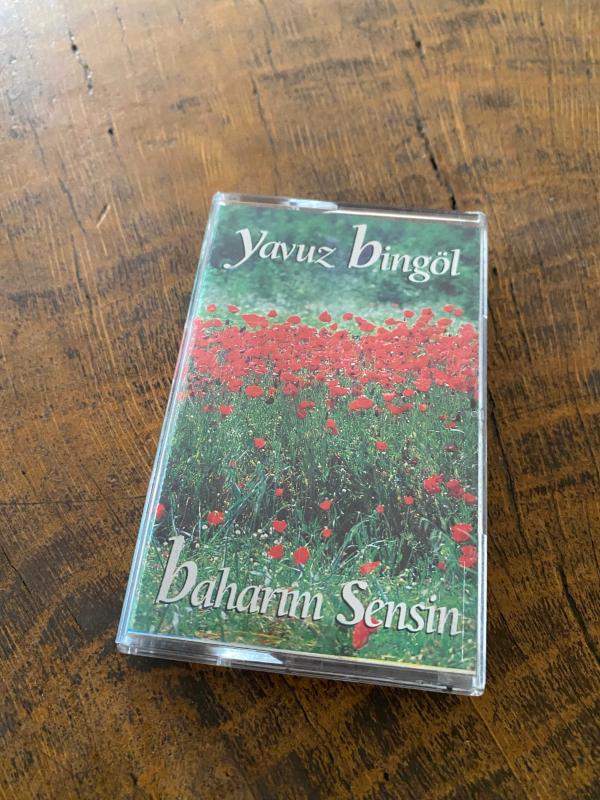 Yavuz bingöl
baharım Sensin